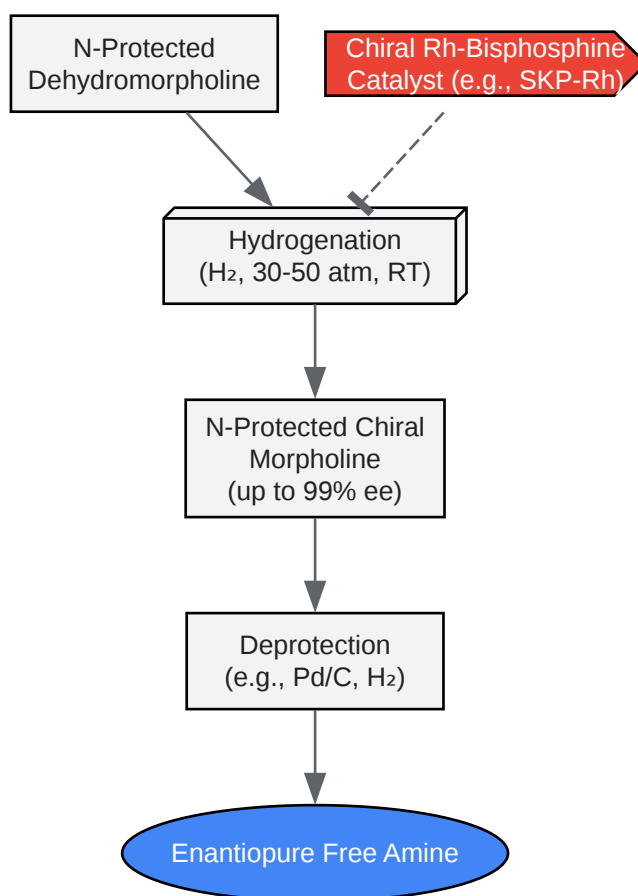 N-Protected
Dehydromorpholine
Chiral Rh-Bisphosphine
Catalyst (e.g., SKP-Rh)
Hydrogenation
(H₂, 30-50 atm, RT)
N-Protected Chiral
Morpholine
(up to 99% ee)
Deprotection
(e.g., Pd/C, H₂)
Enantiopure Free Amine